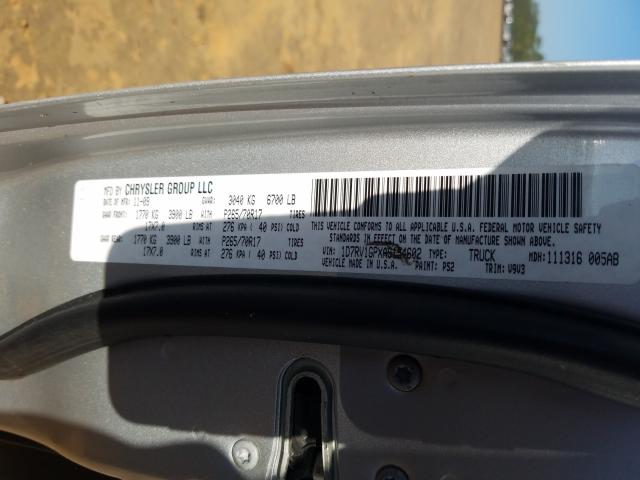 MFD BY CHRYSLER GROUP LLC
DATE OF MFR: 11-09 GVWR: 3040 KG 6700 LB
GAWR FRONT: 1770 KG 3900 LB WITH P265/70R17 TIRES
17X7.0 RIMS AT 276 KPA ( 40 PSI) COLD
GAWR REAR: 1770 KG 3900 LB WITH P265/70R17 TIRES
17X7.0 RIMS AT 276 KPA ( 40 PSI) COLD
THIS VEHICLE CONFORMS TO ALL APPLICABLE U.S.A. FEDERAL MOTOR VEHICLE SAFETY
STANDARDS IN EFFECT ON THE DATE OF MANUFACTURE SHOWN ABOVE.
VIN: TYPE: TRUCK MDH: 111316 005AB
VEHICLE MADE IN U.S.A. PAINT: PS2 TRIM: V9V3